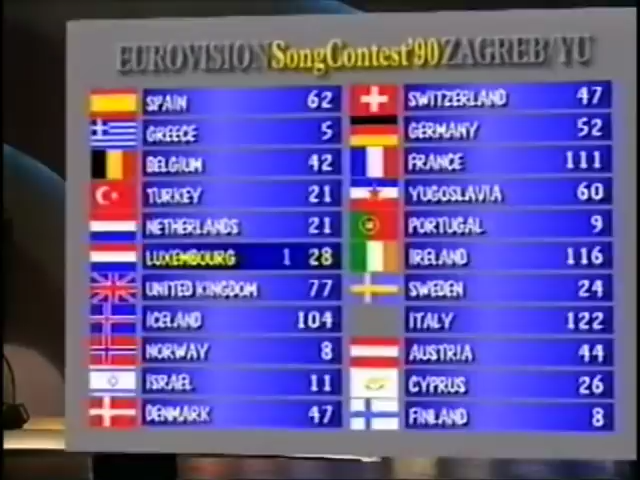 EUROVISION SongContest'90 ZAGREB/YU
SPAIN 62
GREECE 5
BELGIUM 42
TURKEY 21
NETHERLANDS 21
LUXEMBOURG 1 28
UNITED KINGDOM 77
ICELAND 104
NORWAY 8
ISRAEL 11
DENMARK 47
SWITZERLAND 47
GERMANY 52
FRANCE 111
YUGOSLAVIA 60
PORTUGAL 9
IRELAND 116
SWEDEN 24
ITALY 122
AUSTRIA 44
CYPRUS 26
FINLAND 8